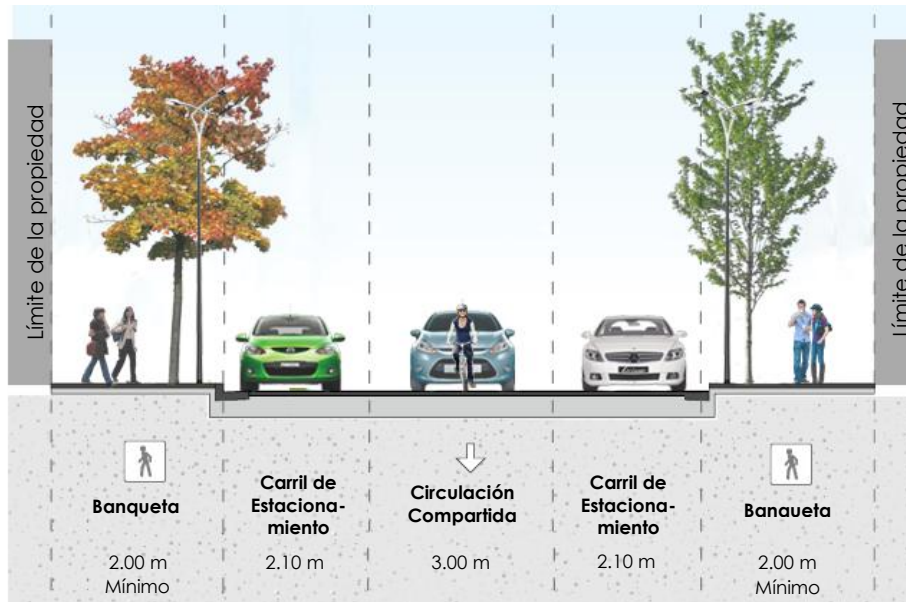 Límite de la propiedad
Límite de la propiedad
Banqueta
2.00 m
Mínimo
Carril de
Estaciona-
miento
2.10 m
Circulación
Compartida
3.00 m
Carril de
Estaciona-
miento
2.10 m
Banaueta
2.00 m
Mínimo